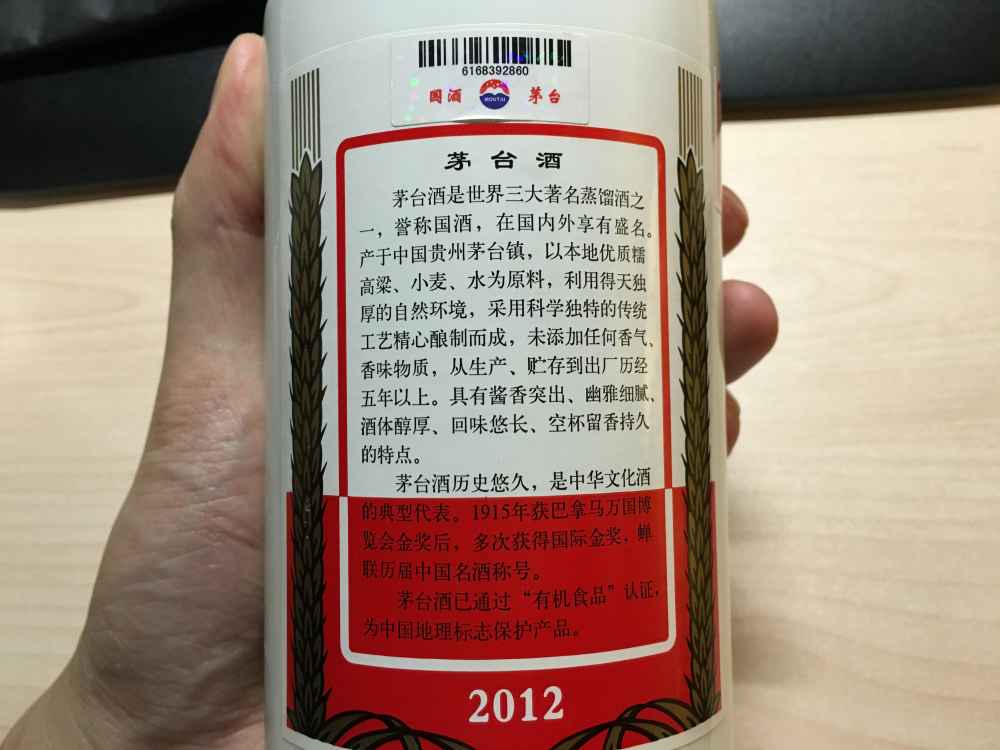 6168392860
国酒 MOUTAI 茅台
茅台酒
茅台酒是世界三大著名蒸馏酒之
一，誉称国酒，在国内外享有盛名。
产于中国贵州茅台镇，以本地优质糯
高粱、小麦、水为原料，利用得天独
厚的自然环境，采用科学独特的传统
工艺精心酿制而成，未添加任何香气、
香味物质，从生产、贮存到出厂历经
五年以上。具有酱香突出、幽雅细腻、
酒体醇厚、回味悠长、空杯留香持久
的特点。
茅台酒历史悠久，是中华文化酒
的典型代表。1915年获巴拿马万国博
览会金奖后，多次获得国际金奖，蝉
联历届中国名酒称号。
茅台酒已通过“有机食品”认证，
为中国地理标志保护产品。
2012